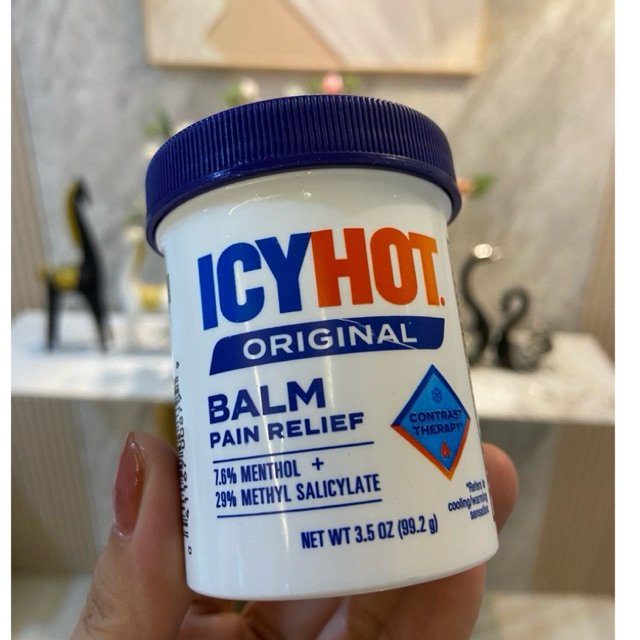 ICYHOT.
ORIGINAL
BALM
PAIN RELIEF
7.6% MENTHOL +
29% METHYL SALICYLATE
CONTRAST
THERAPY*
*Refers to
cooling/warming
sensation
NET WT 3.5 OZ (99.2 g)